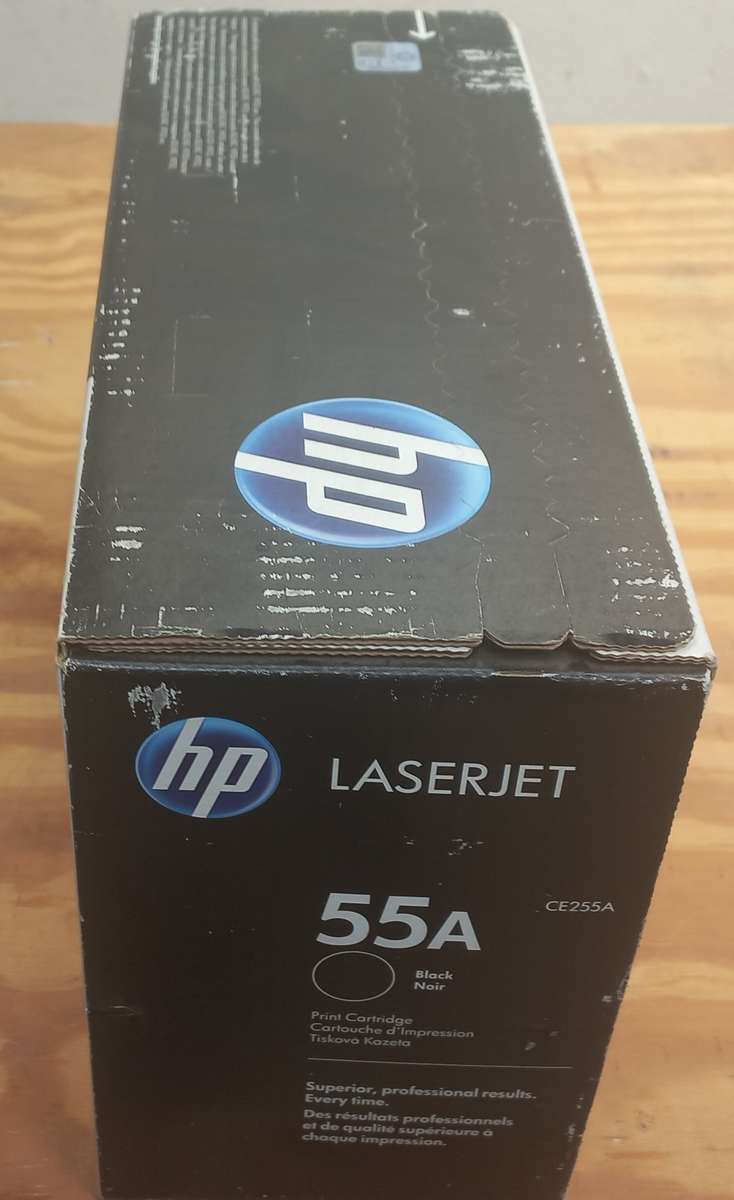 hp
hp
LASERJET
55A
CE255A
Black
Noir
Print Cartridge
Cartouche d'Impression
Tisková Kazeta
Superior, professional results.
Every time.
Des résultats professionnels
et de qualité supérieure à
chaque impression.